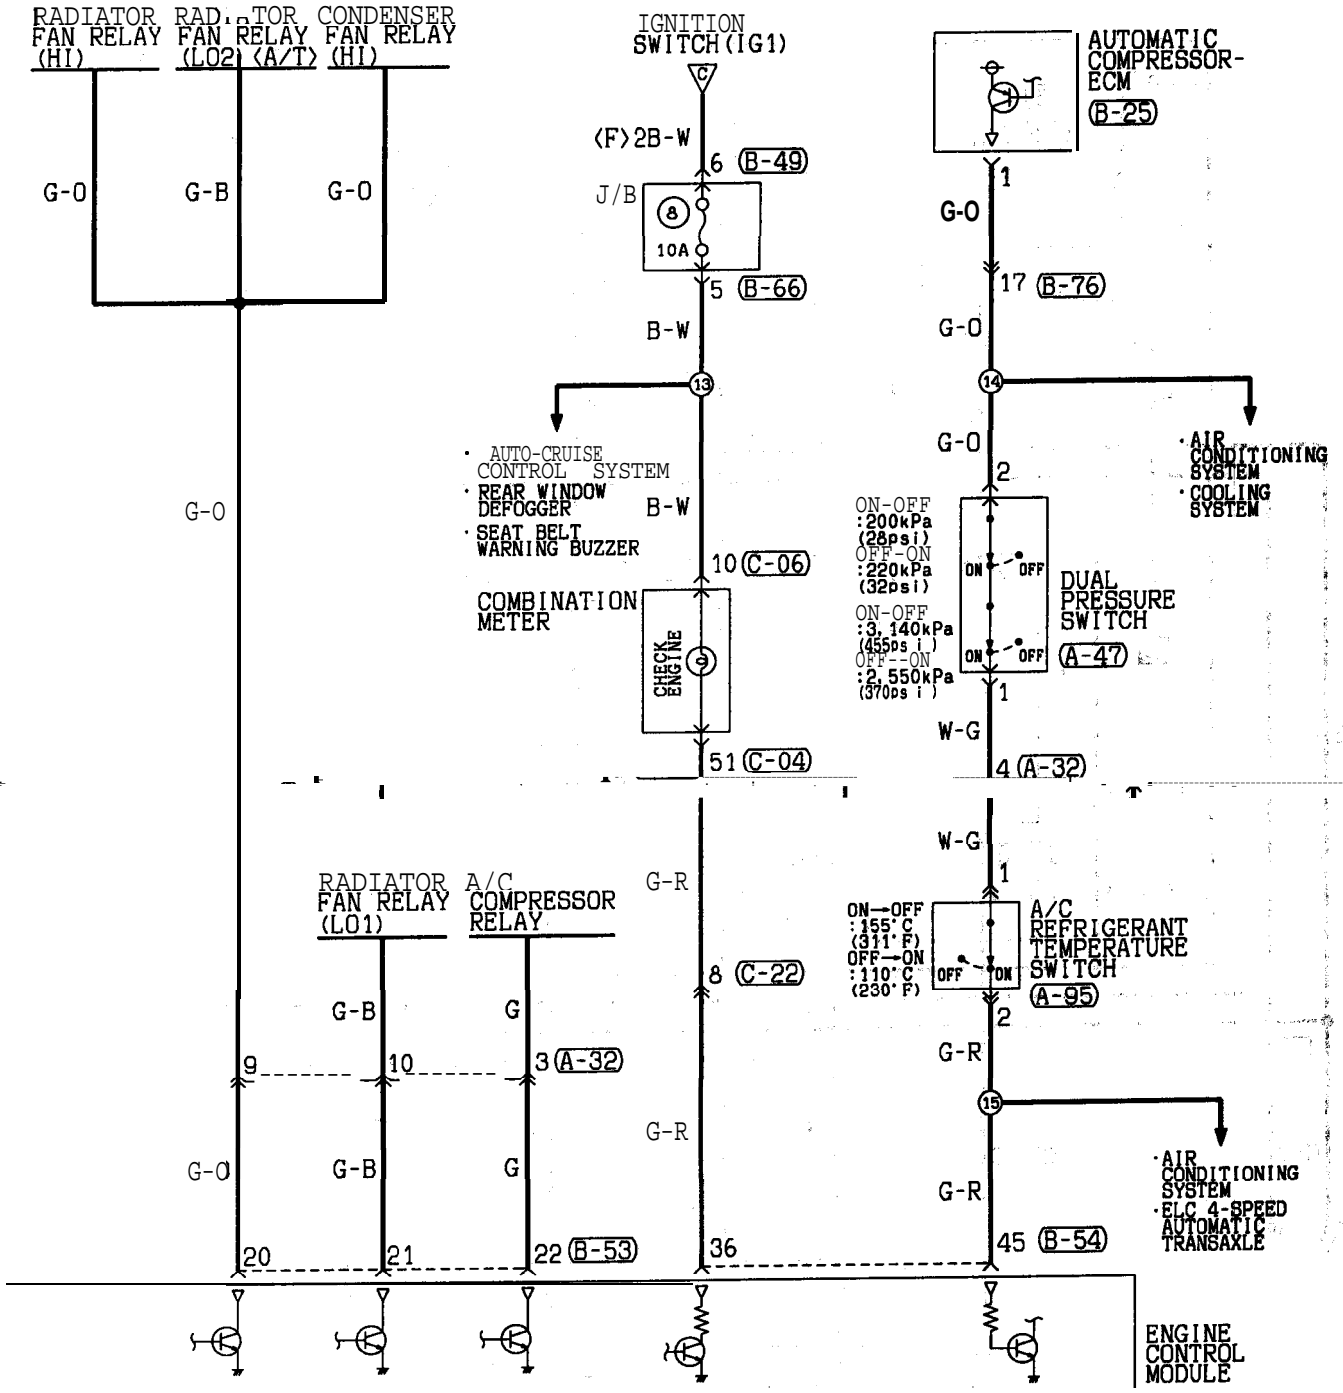 RADIATOR
FAN RELAY
(HI)
RAD TOR
FAN RELAY
(LO2) <A/T>
CONDENSER
FAN RELAY
(HI)
IGNITION
SWITCH(IG1)
C
<F>2B-W
6 (B-49)
J/B
8
10A
5 (B-66)
B-W
13
AUTOMATIC
COMPRESSOR-
ECM
(B-25)
1
G-O
17 (B-76)
G-O
14
G-O
G-B
G-O
G-O
· AIR
CONDITIONING
SYSTEM
· COOLING
SYSTEM
· AUTO-CRUISE
CONTROL SYSTEM
· REAR WINDOW
DEFOGGER
· SEAT BELT
WARNING BUZZER
B-W
G-O
G-O
2
ON-OFF
:200kPa
(28psi)
OFF-ON
:220kPa
(32psi)
ON-OFF
:3,140kPa
(455psi)
OFF--ON
:2,550kPa
(370psi)
ON OFF
ON OFF
DUAL
PRESSURE
SWITCH
(A-47)
10 (C-06)
COMBINATION
METER
CHECK
ENGINE
51 (C-04)
1
W-G
4 (A-32)
W-G
1
RADIATOR
FAN RELAY
(LO1)
A/C
COMPRESSOR
RELAY
G-R
ON→OFF
:155°C
(311°F)
OFF→ON
:110°C
(230°F)
OFF ON
A/C
REFRIGERANT
TEMPERATURE
SWITCH
(A-95)
8 (C-22)
2
G-B
G
G-R
9
10
3 (A-32)
15
G-R
G-O
G-B
G
G-R
· AIR
CONDITIONING
SYSTEM
· ELC 4-SPEED
AUTOMATIC
TRANSAXLE
20
21
22 (B-53)
36
45 (B-54)
ENGINE
CONTROL
MODULE